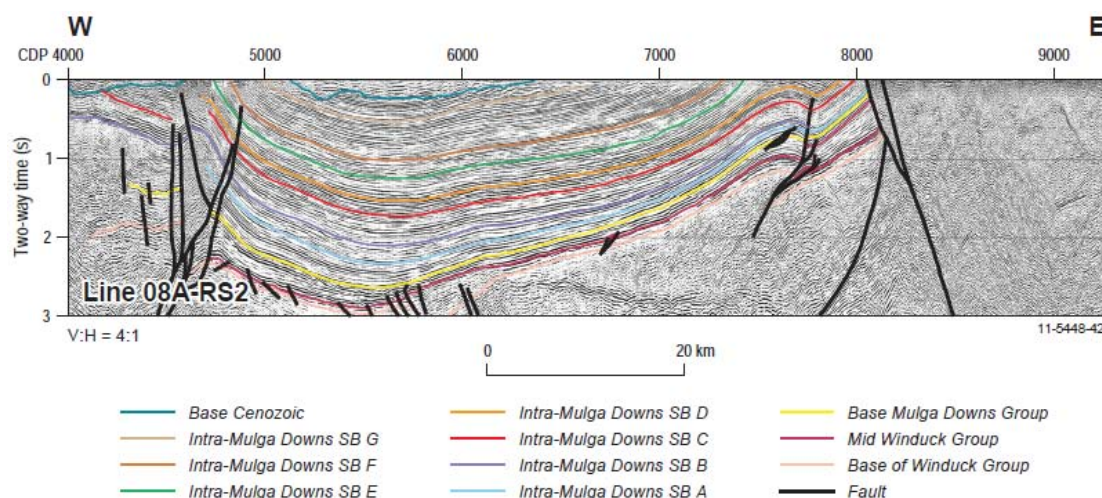 W
E
CDP 4000 5000 6000 7000 8000 9000
0
1
2
3
Two-way time (s)
Line 08A-RS2
V:H = 4:1
11-5448-42
0 20 km
Base Cenozoic
Intra-Mulga Downs SB G
Intra-Mulga Downs SB F
Intra-Mulga Downs SB E
Intra-Mulga Downs SB D
Intra-Mulga Downs SB C
Intra-Mulga Downs SB B
Intra-Mulga Downs SB A
Base Mulga Downs Group
Mid Winduck Group
Base of Winduck Group
Fault